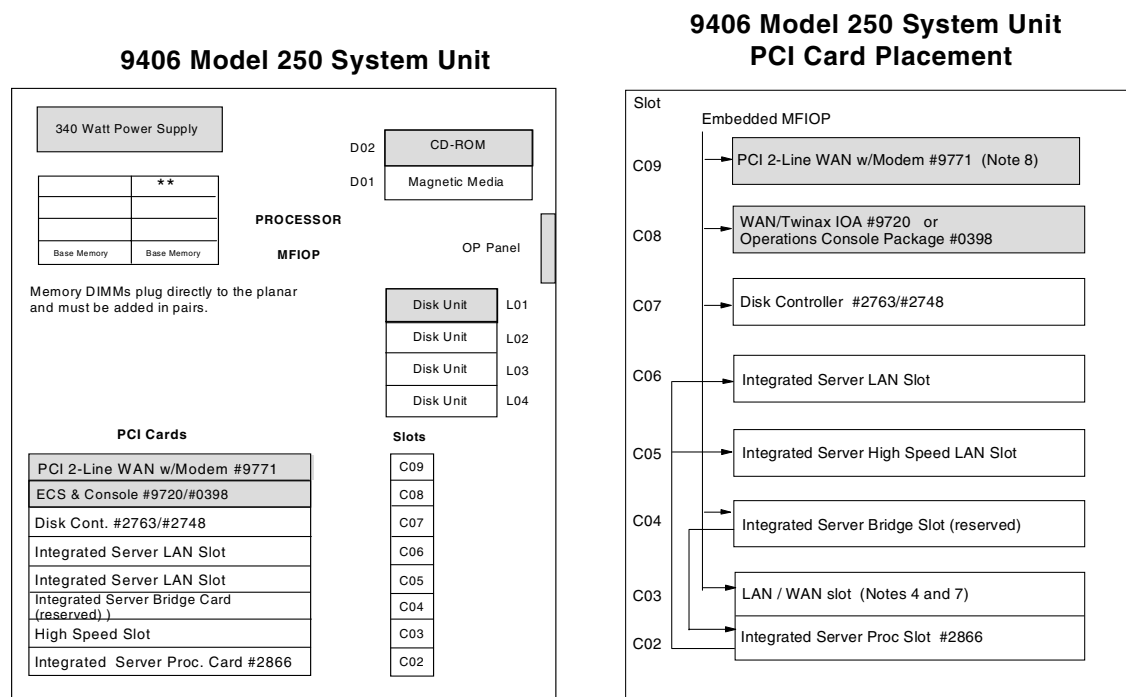 9406 Model 250 System Unit
340 Watt Power Supply
**
Base Memory
Base Memory
Memory DIMMs plug directly to the planar
and must be added in pairs.
PROCESSOR
MFIOP
D02
CD-ROM
D01
Magnetic Media
OP Panel
Disk Unit
L01
Disk Unit
L02
Disk Unit
L03
Disk Unit
L04
PCI Cards
Slots
PCI 2-Line WAN w/Modem #9771
C09
ECS & Console #9720/#0398
C08
Disk Cont. #2763/#2748
C07
Integrated Server LAN Slot
C06
Integrated Server LAN Slot
C05
Integrated Server Bridge Card
(reserved) )
C04
High Speed Slot
C03
Integrated Server Proc. Card #2866
C02
9406 Model 250 System Unit
PCI Card Placement
Slot
Embedded MFIOP
C09
PCI 2-Line WAN w/Modem #9771 (Note 8)
C08
WAN/Twinax IOA #9720 or
Operations Console Package #0398
C07
Disk Controller #2763/#2748
C06
Integrated Server LAN Slot
C05
Integrated Server High Speed LAN Slot
C04
Integrated Server Bridge Slot (reserved)
C03
LAN / WAN slot (Notes 4 and 7)
C02
Integrated Server Proc Slot #2866